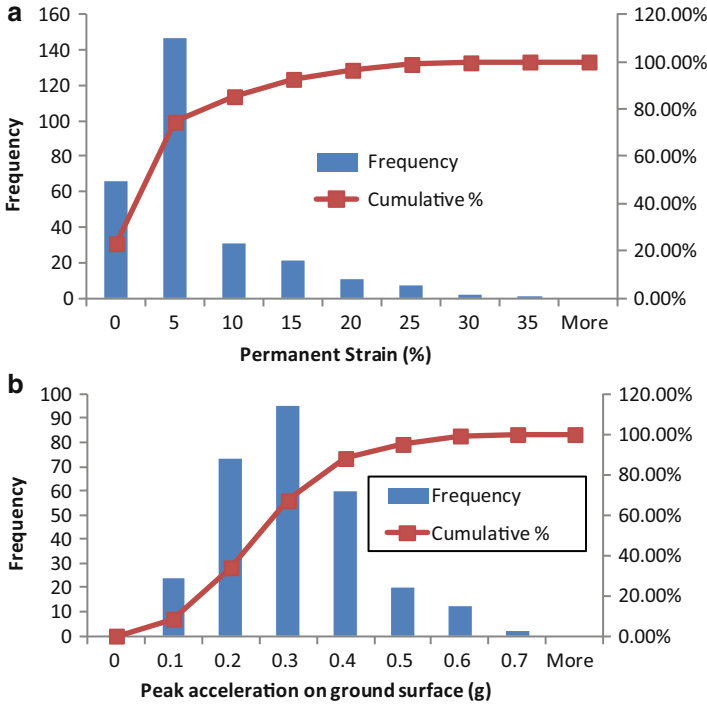 a
160
140
120
100
80
60
40
20
0
Frequency
120.00%
100.00%
80.00%
60.00%
40.00%
20.00%
0.00%
Frequency
Cumulative %
0 5 10 15 20 25 30 35 More
Permanent Strain (%)
b
100
90
80
70
60
50
40
30
20
10
0
Frequency
120.00%
100.00%
80.00%
60.00%
40.00%
20.00%
0.00%
Frequency
Cumulative %
0 0.1 0.2 0.3 0.4 0.5 0.6 0.7 More
Peak acceleration on ground surface (g)